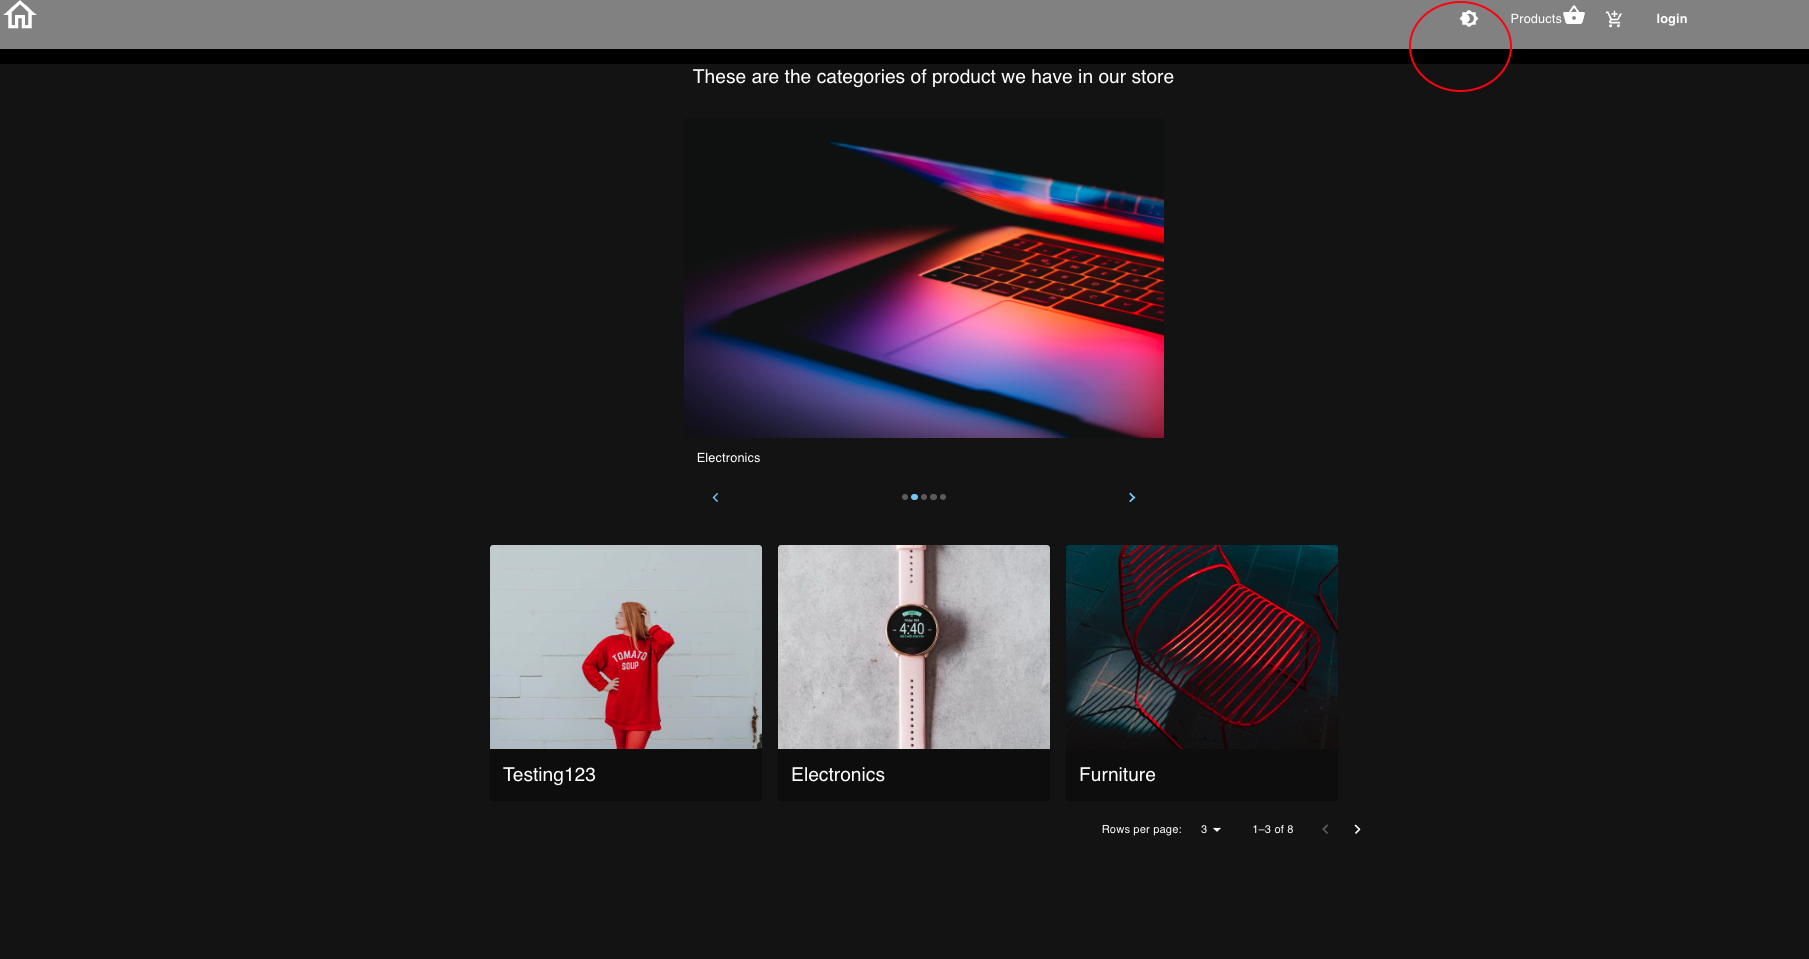 Products
login
These are the categories of product we have in our store
Electronics
TOMATO
SOUP
4:40
Testing123
Electronics
Furniture
Rows per page: 3 1–3 of 8